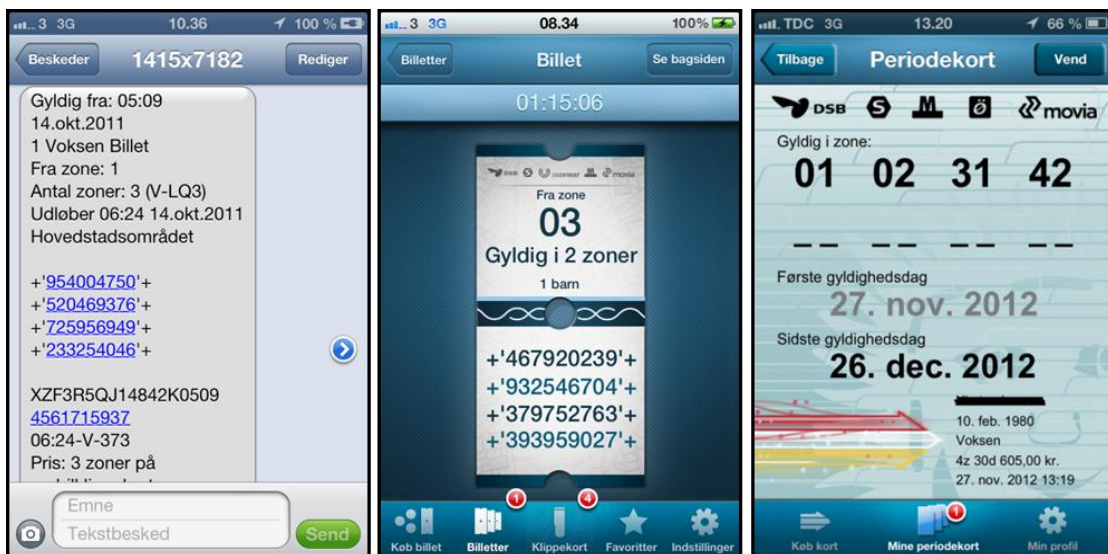 3 3G 10.36 100 %
Beskeder 1415x7182 Rediger
Gyldig fra: 05:09
14.okt.2011
1 Voksen Billet
Fra zone: 1
Antal zoner: 3 (V-LQ3)
Udløber 06:24 14.okt.2011
Hovedstadsområdet
+'954004750'+
+'520469376'+
+'725956949'+
+'233254046'+
XZF3R5QJ14842K0509
4561715937
06:24-V-373
Pris: 3 zoner på
Emne
Tekstbesked
Send
3 3G 08.34 100%
Billetter Billet Se bagsiden
01:15:06
DSB S movia
Fra zone
03
Gyldig i 2 zoner
1 barn
+'467920239'+
+'932546704'+
+'379752763'+
+'393959027'+
1 4
Køb billet Billetter Klippekort Favoritter Indstillinger
TDC 3G 13.20 66 %
Tilbage Periodekort Vend
DSB S M ö movia
Gyldig i zone:
01 02 31 42
-- -- -- --
Første gyldighedsdag
27. nov. 2012
Sidste gyldighedsdag
26. dec. 2012
10. feb. 1980
Voksen
4z 30d 605,00 kr.
27. nov. 2012 13:19
1
Køb kort Mine periodekort Min profil